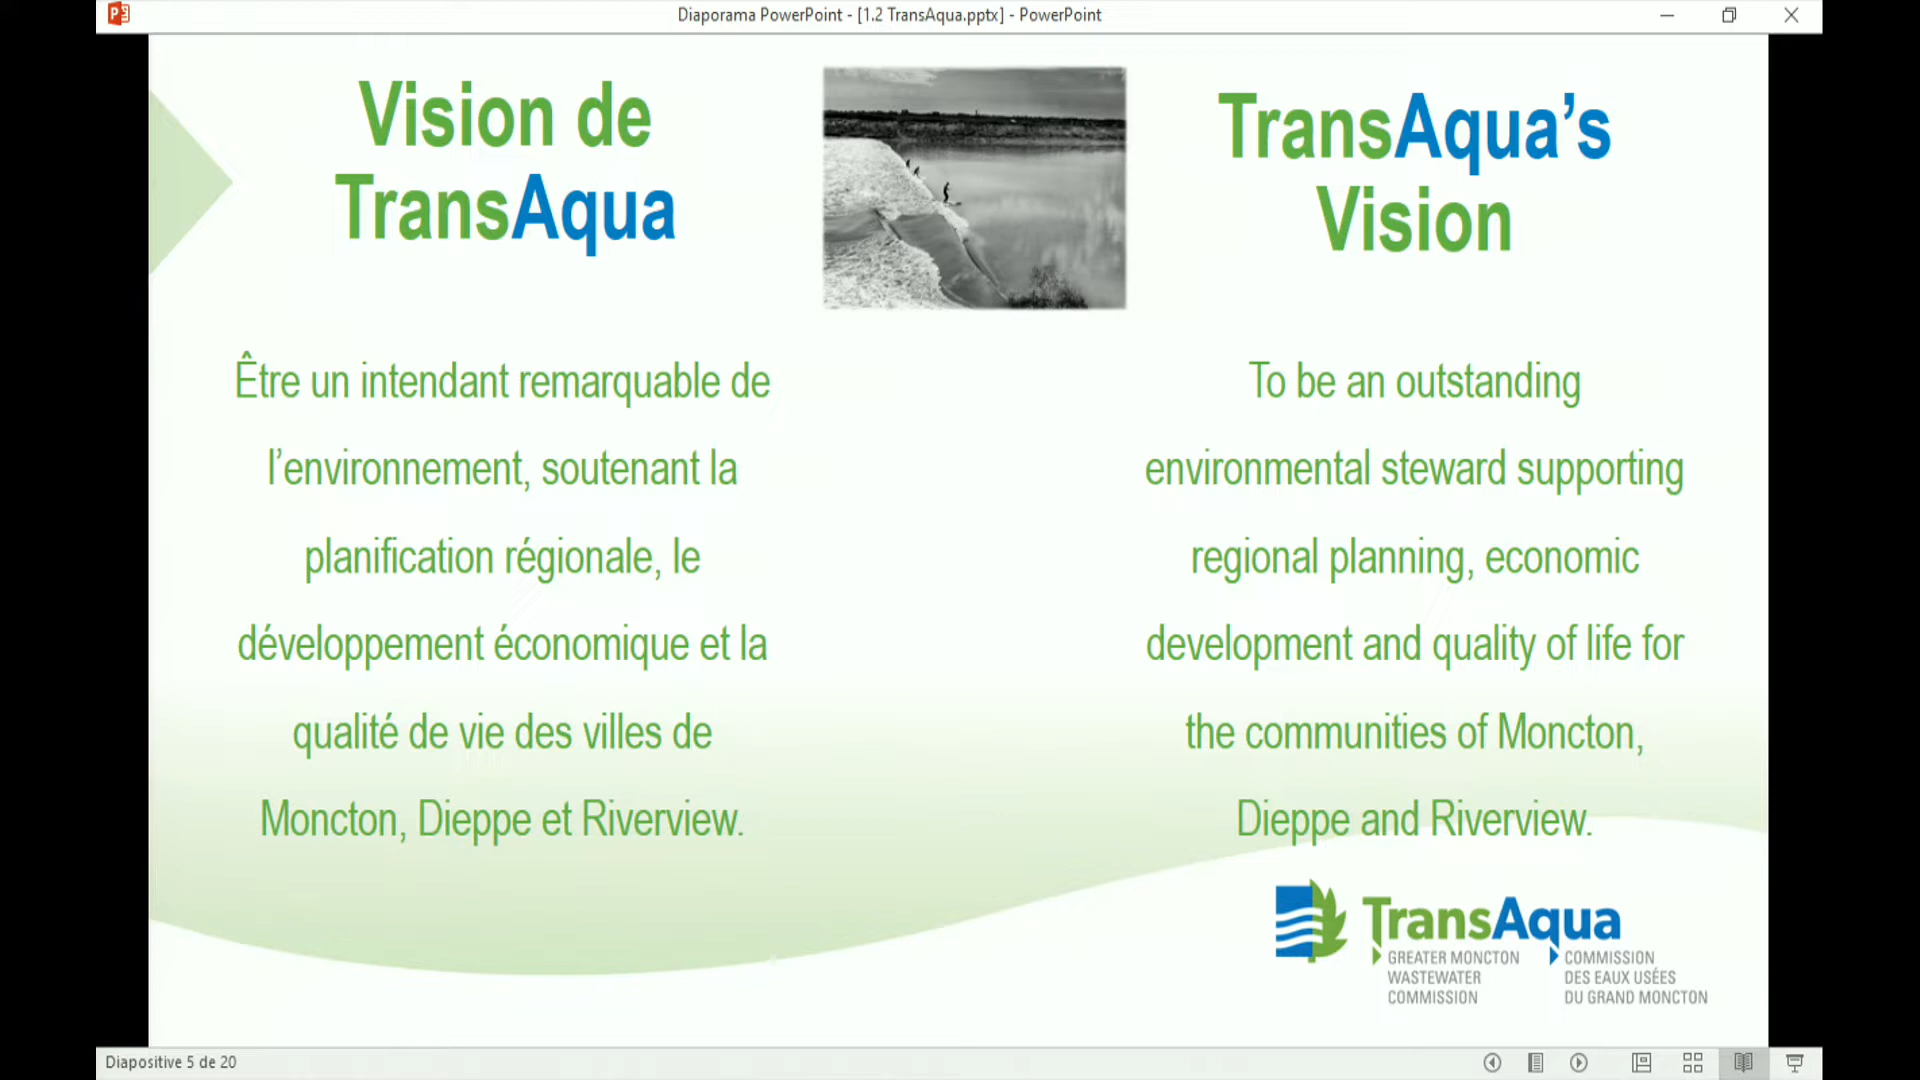 Diaporama PowerPoint - [1.2 TransAqua.pptx] - PowerPoint
Vision de
TransAqua
Être un intendant remarquable de
l’environnement, soutenant la
planification régionale, le
développement économique et la
qualité de vie des villes de
Moncton, Dieppe et Riverview.
TransAqua’s
Vision
To be an outstanding
environmental steward supporting
regional planning, economic
development and quality of life for
the communities of Moncton,
Dieppe and Riverview.
TransAqua
GREATER MONCTON
WASTEWATER
COMMISSION
COMMISSION
DES EAUX USÉES
DU GRAND MONCTON
Diapositive 5 de 20